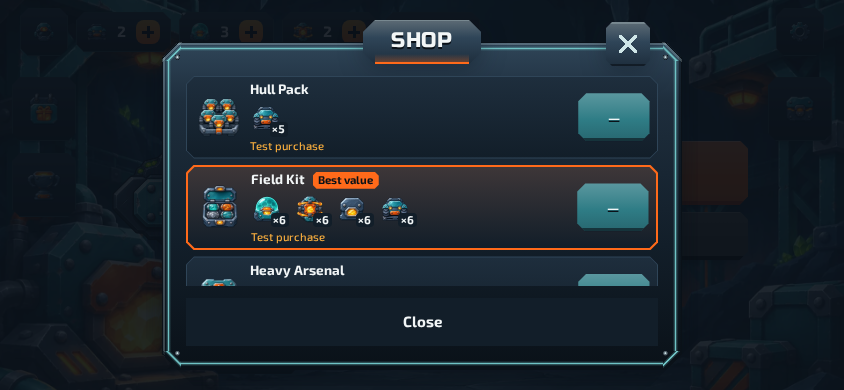 2
3
2
SHOP
Hull Pack
×5
Test purchase
–
Field Kit
Best value
×6
×6
×6
×6
Test purchase
–
Heavy Arsenal
Close